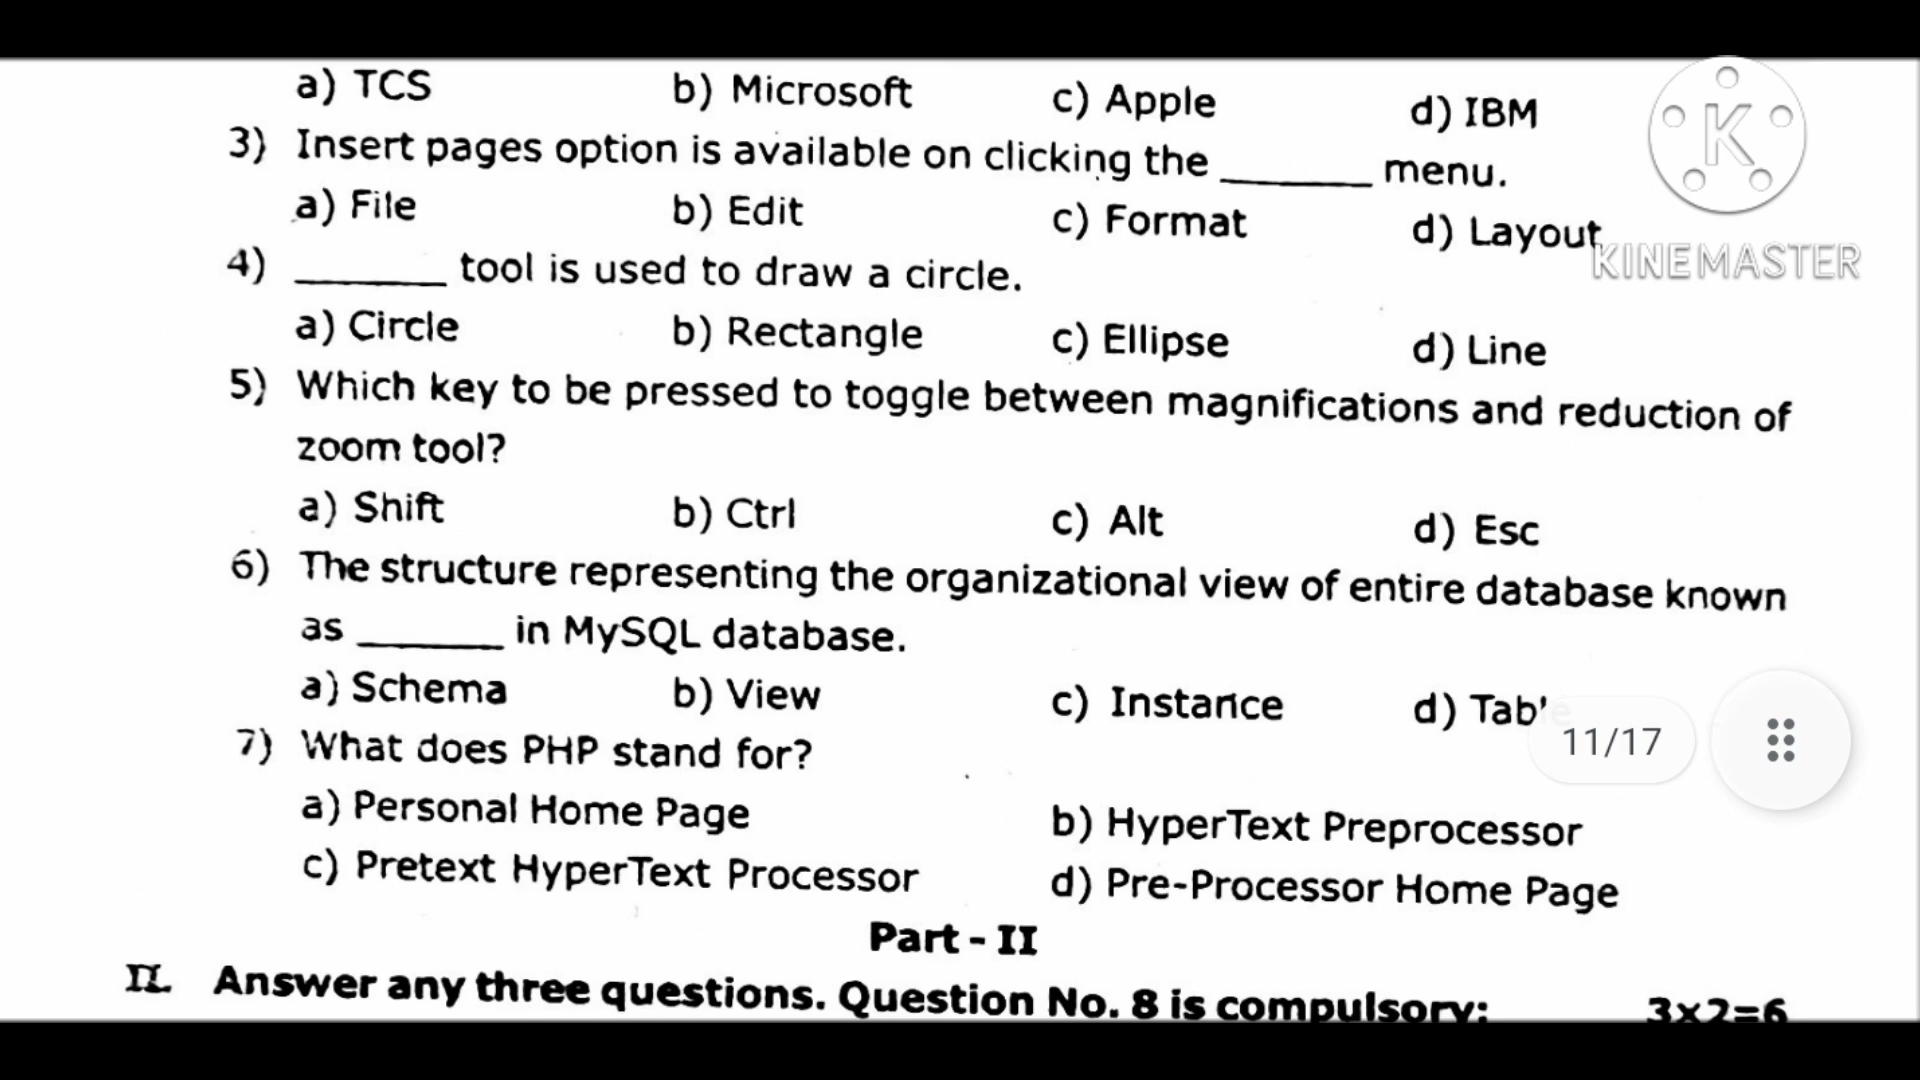 a) TCS b) Microsoft c) Apple d) IBM
3) Insert pages option is available on clicking the _______ menu.
a) File b) Edit c) Format d) Layout
KINEMASTER
4) _______ tool is used to draw a circle.
a) Circle b) Rectangle c) Ellipse d) Line
5) Which key to be pressed to toggle between magnifications and reduction of
zoom tool?
a) Shift b) Ctrl c) Alt d) Esc
6) The structure representing the organizational view of entire database known
as _______ in MySQL database.
a) Schema b) View c) Instance d) Table
11/17
7) What does PHP stand for?
a) Personal Home Page b) HyperText Preprocessor
c) Pretext HyperText Processor d) Pre-Processor Home Page
Part - II
II. Answer any three questions. Question No. 8 is compulsory: 3x2=6